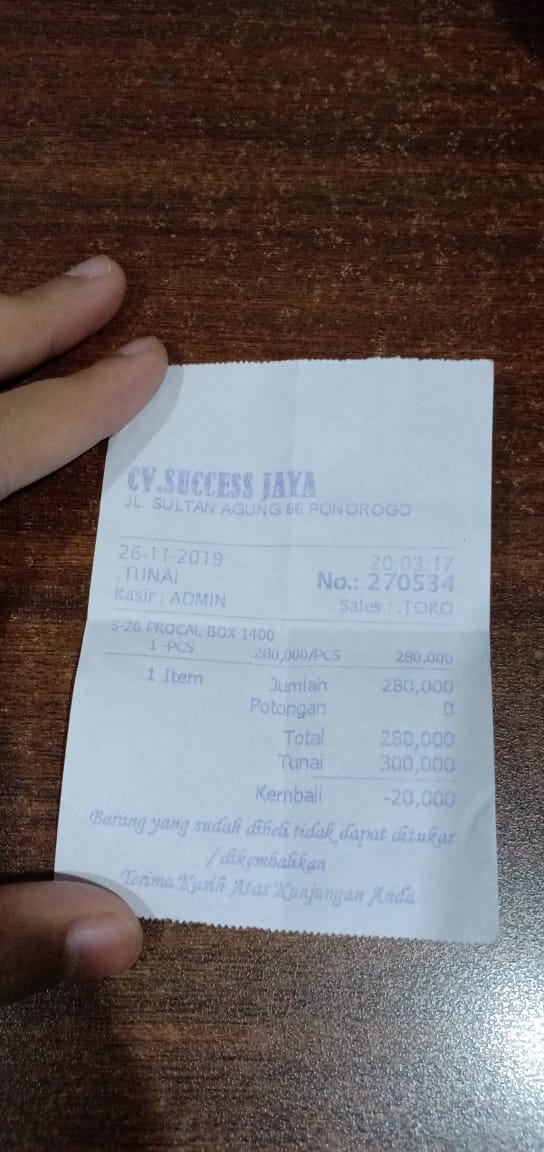 CV.SUCCESS JAYA
JL. SULTAN AGUNG 66 PONOROGO
26-11-2019 20:03:17
.TUNAI No.: 270534
Kasir : ADMIN Sales : .TOKO
S-26 PROCAL BOX 1400
1 -PCS 280,000/PCS 280,000
1 Item Jumlah 280,000
Potongan 0
Total 280,000
Tunai 300,000
Kembali -20,000
Barang yang sudah dibeli tidak dapat ditukar
/ dikembalikan
Terima Kasih Atas Kunjungan Anda